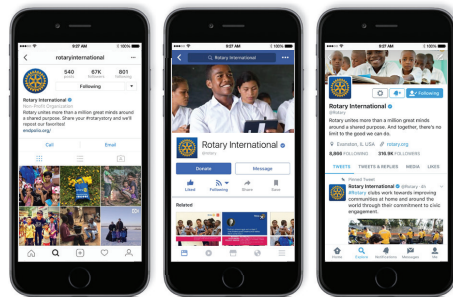 9:27 AM
100%
rotaryinternational
540
67K
801
posts
followers
Following
Following
Rotary International
Non-Profit Organization
Rotary unites more than a million great minds around
a shared purpose. Share your #rotarystory and we'll
repost our favorites!
endpolio.org/
Call
Email
9:27 AM
100%
Rotary International
Rotary International
@rotary
Donate
Message
Liked
Following
Share
Save
Related
9:27 AM
100%
Following
Rotary International
@Rotary
Rotary unites more than a million great minds
around a shared purpose. And together, there's no
limit to the good we can do.
Evanston, IL USA
rotary.org
8,866 FOLLOWING
316.9K FOLLOWERS
TWEETS
TWEETS & REPLIES
MEDIA
LIKES
Pinned Tweet
Rotary International @Rotary · 4h
#Rotary clubs work towards improving
communities at home and around the
world through their commitment to civic
engagement.
Home
Explore
Notifications
Messages
Me